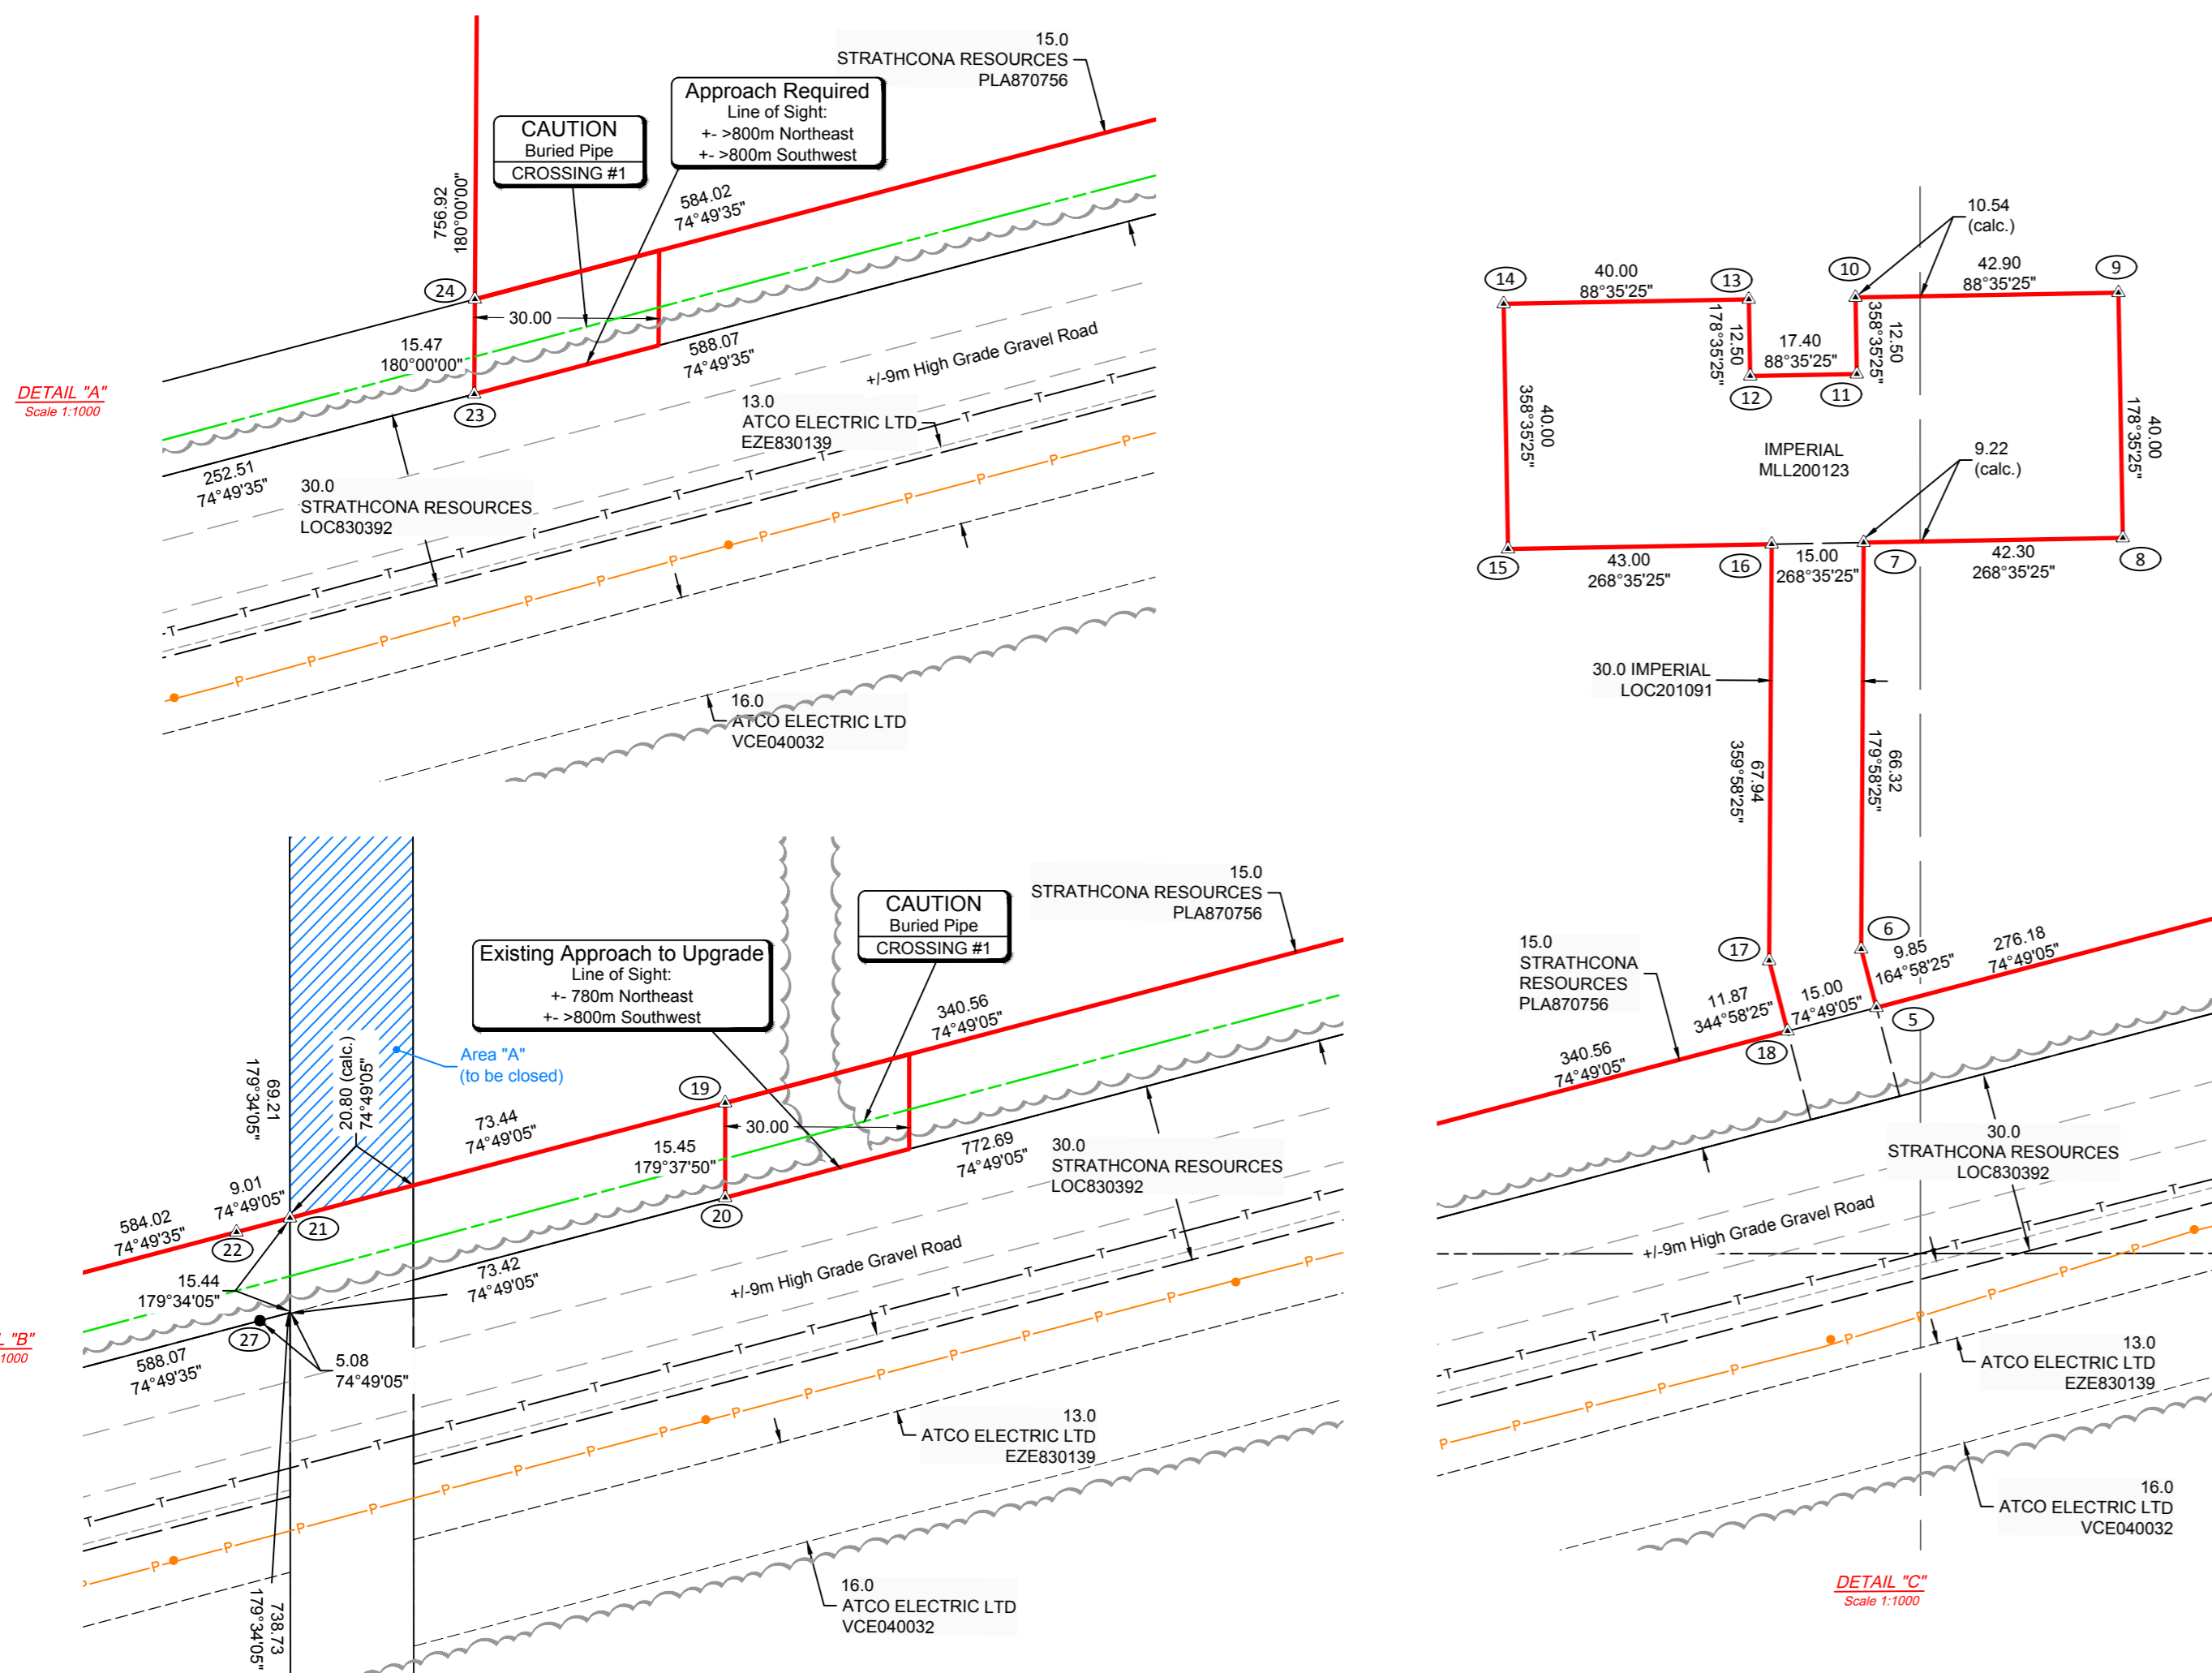 15.0
STRATHCONA RESOURCES
PLA870756
Approach Required
Line of Sight:
+- >800m Northeast
+- >800m Southwest
CAUTION
Buried Pipe
CROSSING #1
756.92
180°00'00"
584.02
74°49'35"
24
30.00
15.47
180°00'00"
588.07
74°49'35"
+/-9m High Grade Gravel Road
23
DETAIL "A"
Scale 1:1000
13.0
ATCO ELECTRIC LTD
EZE830139
252.51
74°49'35"
30.0
STRATHCONA RESOURCES
LOC830392
T T T T T T T T T T T T
P P P P P P P P P P P P
16.0
ATCO ELECTRIC LTD
VCE040032
15.0
STRATHCONA RESOURCES
PLA870756
CAUTION
Buried Pipe
CROSSING #1
Existing Approach to Upgrade
Line of Sight:
+- 780m Northeast
+- >800m Southwest
340.56
74°49'05"
Area "A"
(to be closed)
69.21
179°34'05"
20.80 (calc.)
74°49'05"
19
73.44
74°49'05"
30.00
15.45
179°37'50"
772.69
74°49'05"
30.0
STRATHCONA RESOURCES
LOC830392
9.01
74°49'05"
584.02
74°49'35"
22
21
20
15.44
179°34'05"
73.42
74°49'05"
+/-9m High Grade Gravel Road
27
5.08
74°49'05"
588.07
74°49'35"
L "B"
1000
T T T T T T T T T T T T T T T T
P P P P P P P P P P P P P P P P P
13.0
ATCO ELECTRIC LTD
EZE830139
738.73
179°34'05"
16.0
ATCO ELECTRIC LTD
VCE040032
10.54
(calc.)
14
40.00
88°35'25"
13
10
42.90
88°35'25"
9
12.50
178°35'25"
17.40
88°35'25"
12.50
358°35'25"
12
11
40.00
358°35'25"
IMPERIAL
MLL200123
9.22
(calc.)
40.00
178°35'25"
15
43.00
268°35'25"
16
15.00
268°35'25"
7
42.30
268°35'25"
8
30.0 IMPERIAL
LOC201091
67.94
359°58'25"
66.32
179°58'25"
17
6
9.85
164°58'25"
276.18
74°49'05"
15.0
STRATHCONA
RESOURCES
PLA870756
11.87
344°58'25"
15.00
74°49'05"
5
18
340.56
74°49'05"
30.0
STRATHCONA RESOURCES
LOC830392
+/-9m High Grade Gravel Road
T T T T T T T T T
P P P P P P P P P P
13.0
ATCO ELECTRIC LTD
EZE830139
16.0
ATCO ELECTRIC LTD
VCE040032
DETAIL "C"
Scale 1:1000